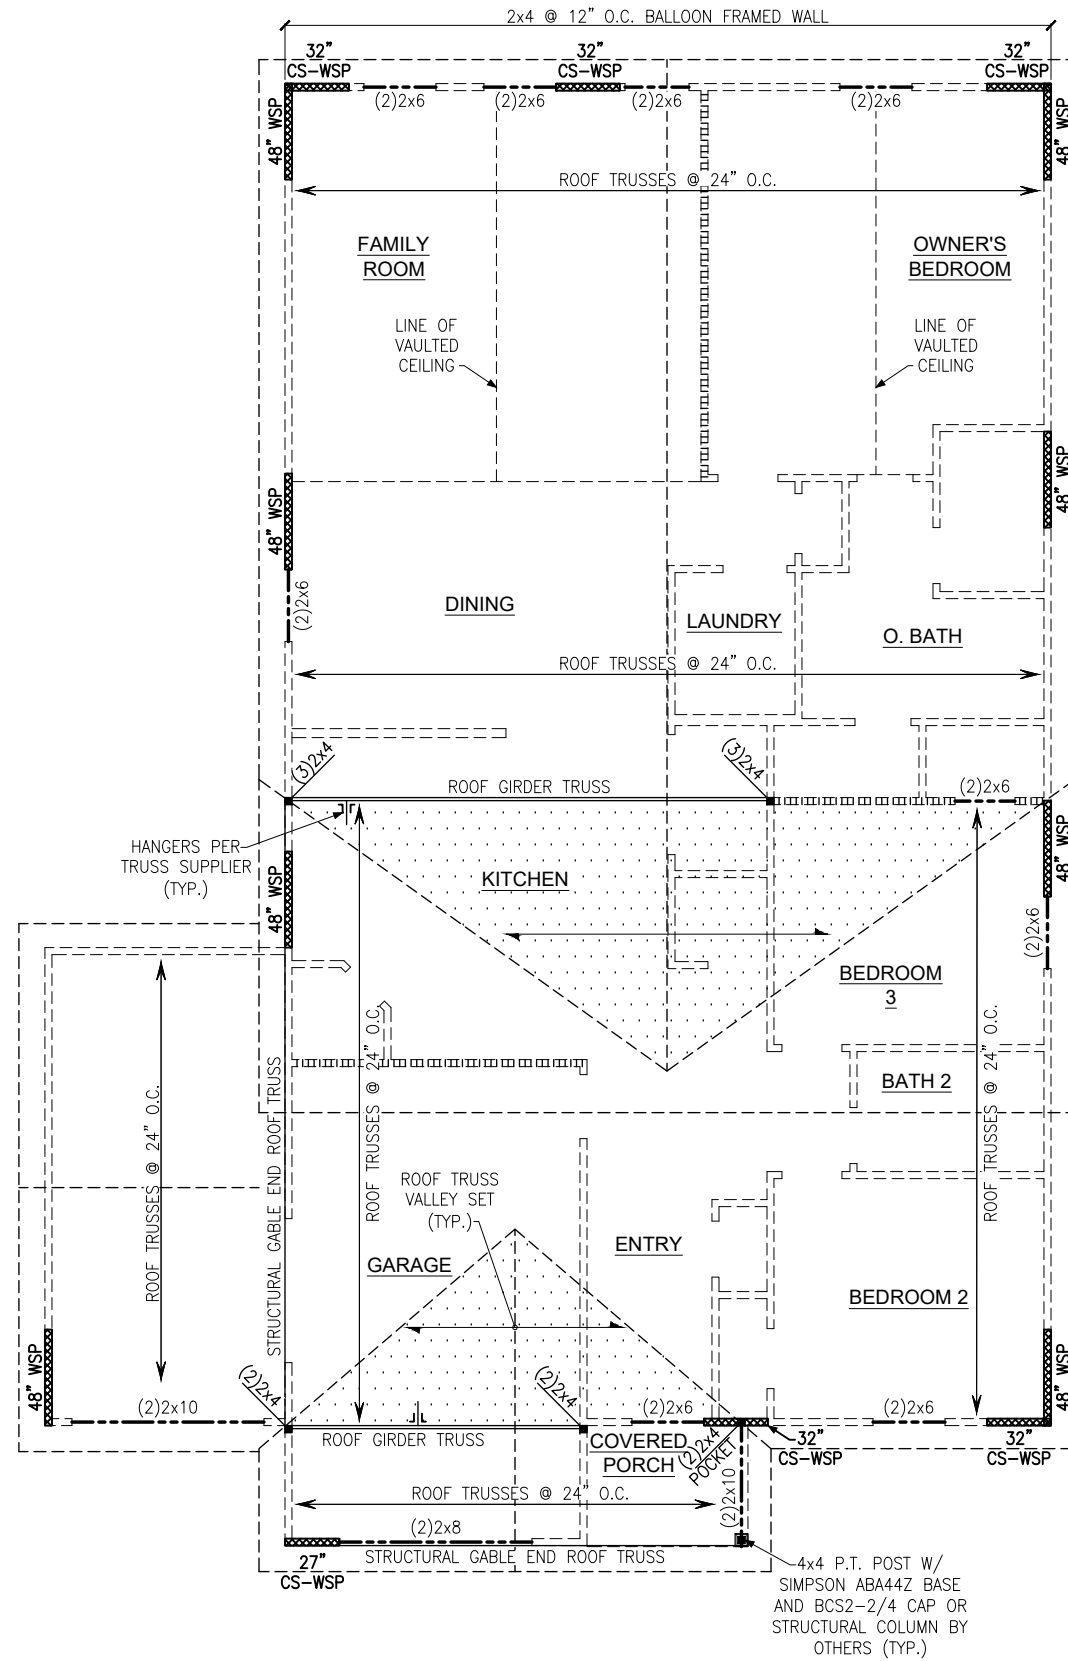 2x4 @ 12" O.C. BALLOON FRAMED WALL
32"
CS-WSP
32"
CS-WSP
32"
CS-WSP
(2)2x6
(2)2x6
(2)2x6
(2)2x6
48" WSP
48" WSP
ROOF TRUSSES @ 24" O.C.
FAMILY
ROOM
OWNER'S
BEDROOM
LINE OF
VAULTED
CEILING
LINE OF
VAULTED
CEILING
48" WSP
48" WSP
(2)2x6
DINING
LAUNDRY
O. BATH
ROOF TRUSSES @ 24" O.C.
(3)2x4
(3)2x4
ROOF GIRDER TRUSS
(2)2x6
HANGERS PER
TRUSS SUPPLIER
(TYP.)
KITCHEN
48" WSP
48" WSP
(2)2x6
BEDROOM
3
BATH 2
ROOF TRUSSES @ 24" O.C.
STRUCTURAL GABLE END ROOF TRUSS
ROOF TRUSSES @ 24" O.C.
ROOF TRUSSES @ 24" O.C.
ROOF TRUSS
VALLEY SET
(TYP.)
GARAGE
ENTRY
BEDROOM 2
48" WSP
48" WSP
(2)2x10
(2)2x4
(2)2x4
(2)2x6
(2)2x6
ROOF GIRDER TRUSS
COVERED
PORCH
(2)2x4
POCKET
32"
CS-WSP
32"
CS-WSP
ROOF TRUSSES @ 24" O.C.
(2)2x10
(2)2x8
STRUCTURAL GABLE END ROOF TRUSS
27"
CS-WSP
4x4 P.T. POST W/
SIMPSON ABA44Z BASE
AND BCS2-2/4 CAP OR
STRUCTURAL COLUMN BY
OTHERS (TYP.)